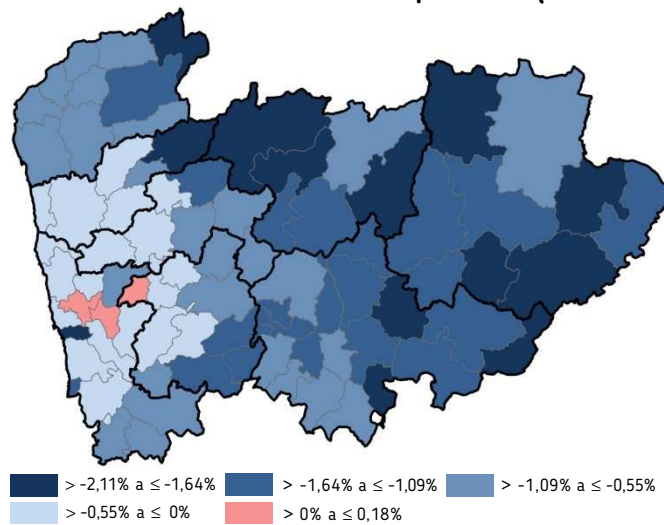 > -2,11% a ≤ -1,64% > -1,64% a ≤ -1,09% > -1,09% a ≤ -0,55%
> -0,55% a ≤ 0% > 0% a ≤ 0,18%